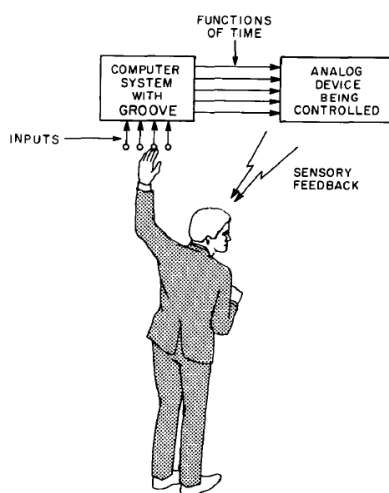 FUNCTIONS
OF TIME
COMPUTER
SYSTEM
WITH
GROOVE
ANALOG
DEVICE
BEING
CONTROLLED
INPUTS
SENSORY
FEEDBACK